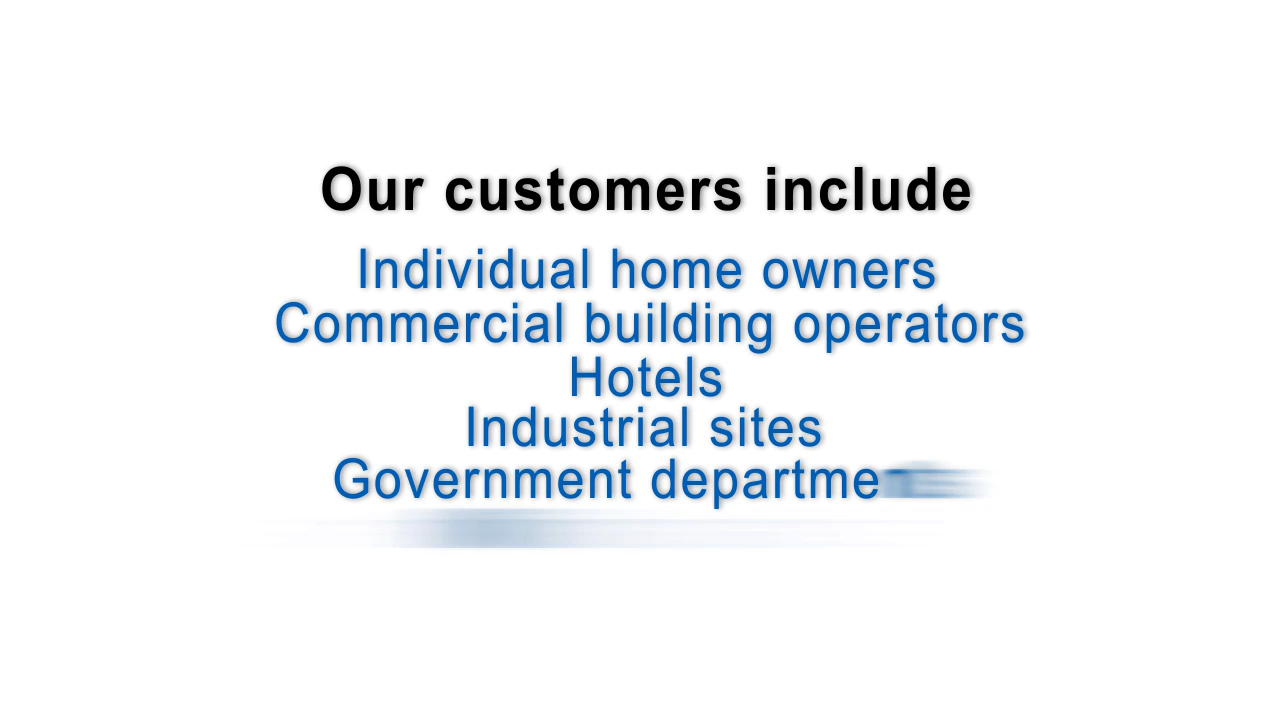 Our customers include
Individual home owners
Commercial building operators
Hotels
Industrial sites
Government departme